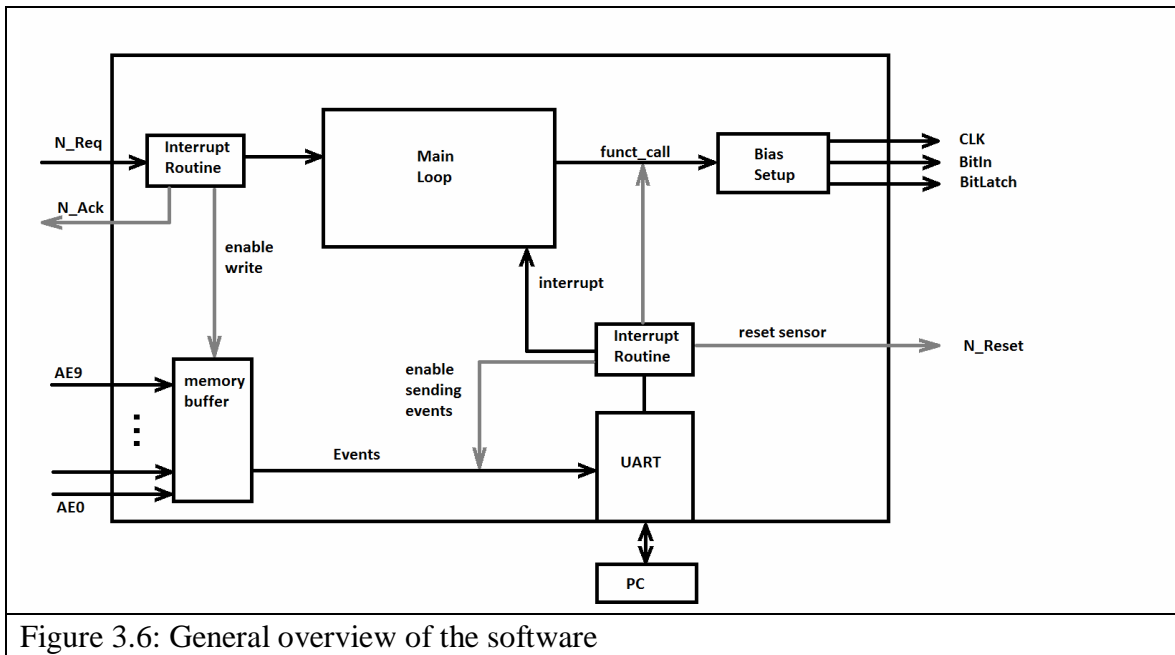 N_Req
Interrupt
Routine
Main
Loop
funct_call
Bias
Setup
CLK
BitIn
BitLatch
N_Ack
enable
write
interrupt
Interrupt
Routine
reset sensor
N_Reset
AE9
memory
buffer
enable
sending
events
Events
UART
AE0
PC
Figure 3.6: General overview of the software